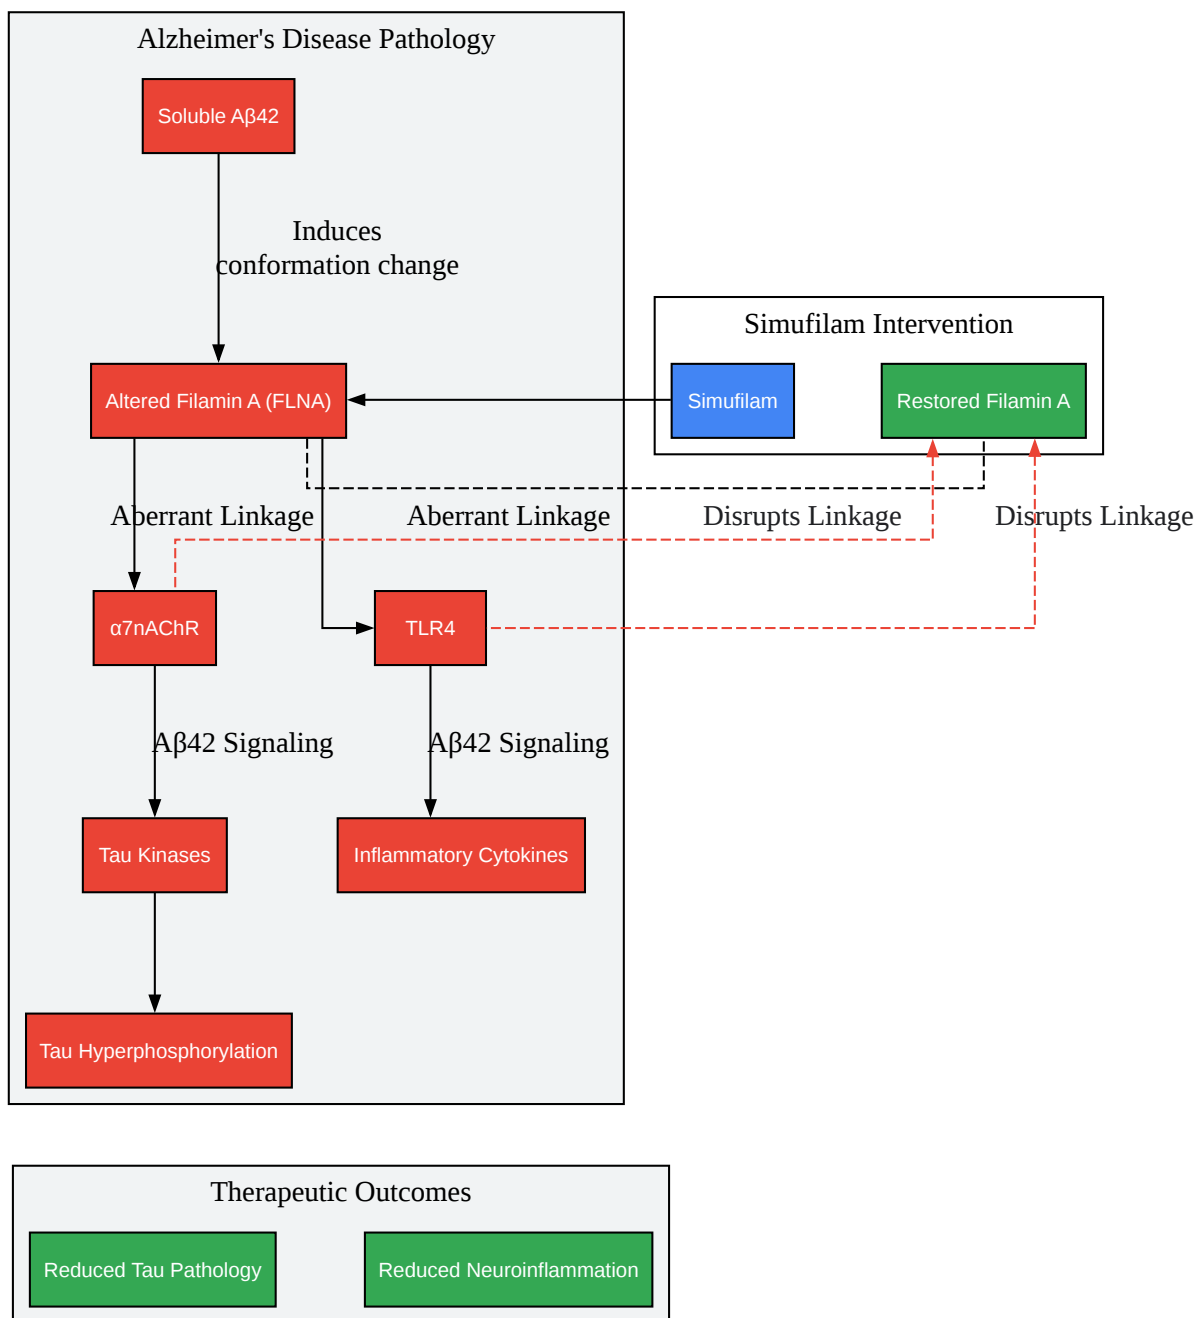 Alzheimer's Disease Pathology
Soluble Aβ42
Induces
conformation change
Simufilam Intervention
Altered Filamin A (FLNA)
Simufilam
Restored Filamin A
Aberrant Linkage
Aberrant Linkage
Disrupts Linkage
Disrupts Linkage
α7nAChR
TLR4
Aβ42 Signaling
Aβ42 Signaling
Tau Kinases
Inflammatory Cytokines
Tau Hyperphosphorylation
Therapeutic Outcomes
Reduced Tau Pathology
Reduced Neuroinflammation